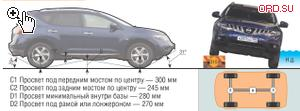 ORD.SU
31°
C1 Просвет под передним мостом по центру — 300 мм
C2 Просвет под задним мостом по центру — 245 мм
D1 Просвет минимальный внутри базы — 280 мм
D2 Просвет под рамой или лонжероном — 270 мм